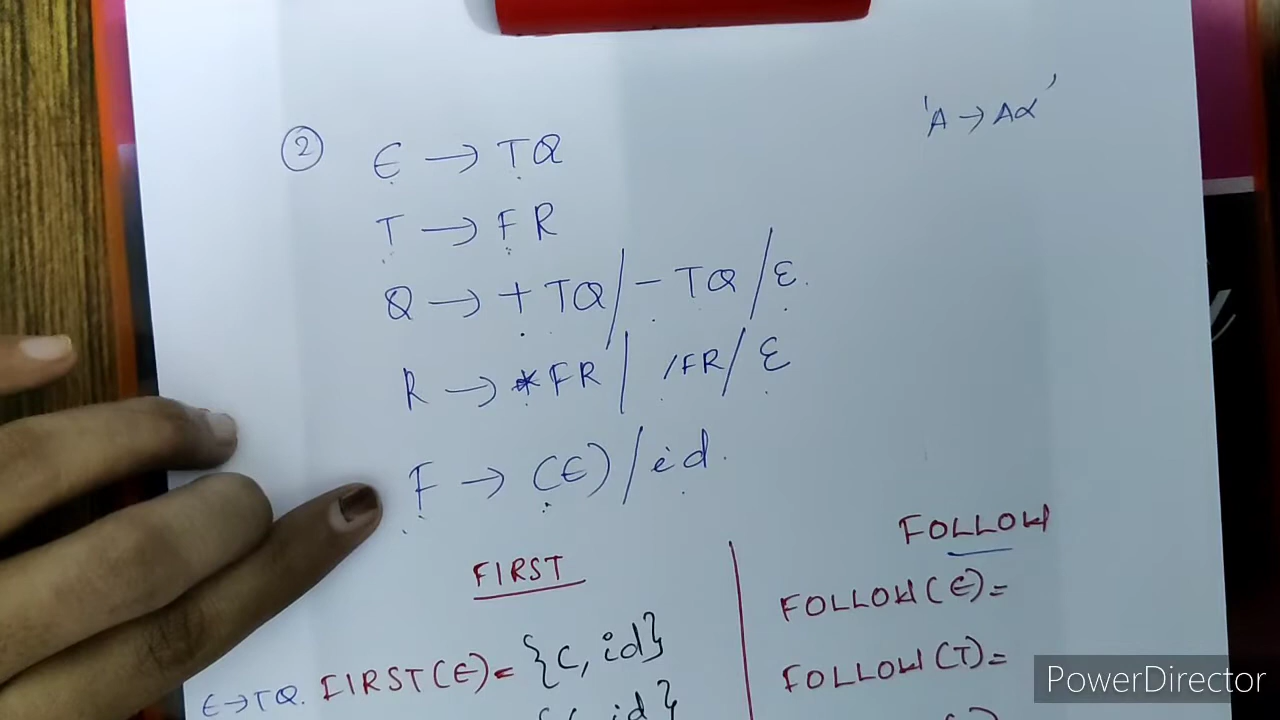 ② E → TQ
'A → Aα'
T → FR
Q → + TQ / - TQ / ε.
R → *FR | /FR / ε
F → (E) / id.
FIRST
FOLLOW
FIRST(E) = {(, id}
FOLLOW(E) =
E → TQ.
FOLLOW(T) =
PowerDirector